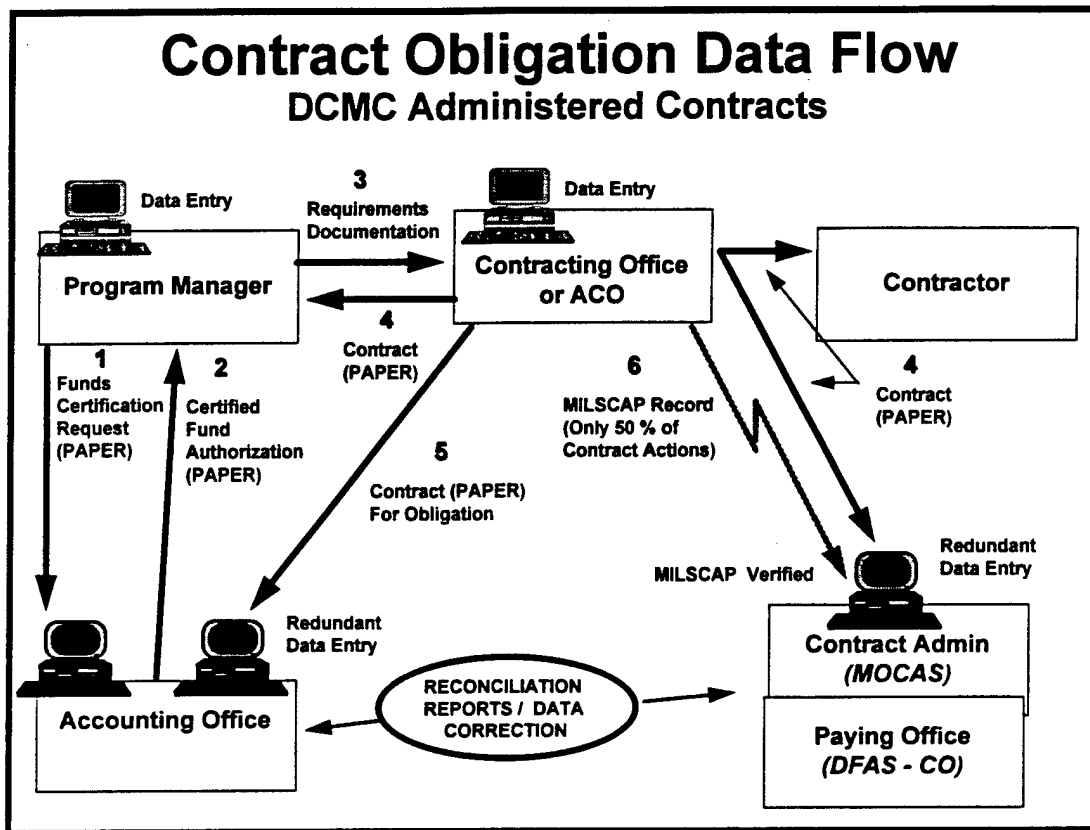 Contract Obligation Data Flow
DCMC Administered Contracts
Data Entry
3
Requirements
Documentation
Data Entry
Program Manager
Contracting Office
or ACO
Contractor
1
Funds
Certification
Request
(PAPER)
2
Certified
Fund
Authorization
(PAPER)
4
Contract
(PAPER)
6
MILSCAP Record
(Only 50 % of
Contract Actions)
4
Contract
(PAPER)
5
Contract (PAPER)
For Obligation
MILSCAP Verified
Redundant
Data Entry
Redundant
Data Entry
Accounting Office
RECONCILIATION
REPORTS / DATA
CORRECTION
Contract Admin
(MOCAS)
Paying Office
(DFAS - CO)